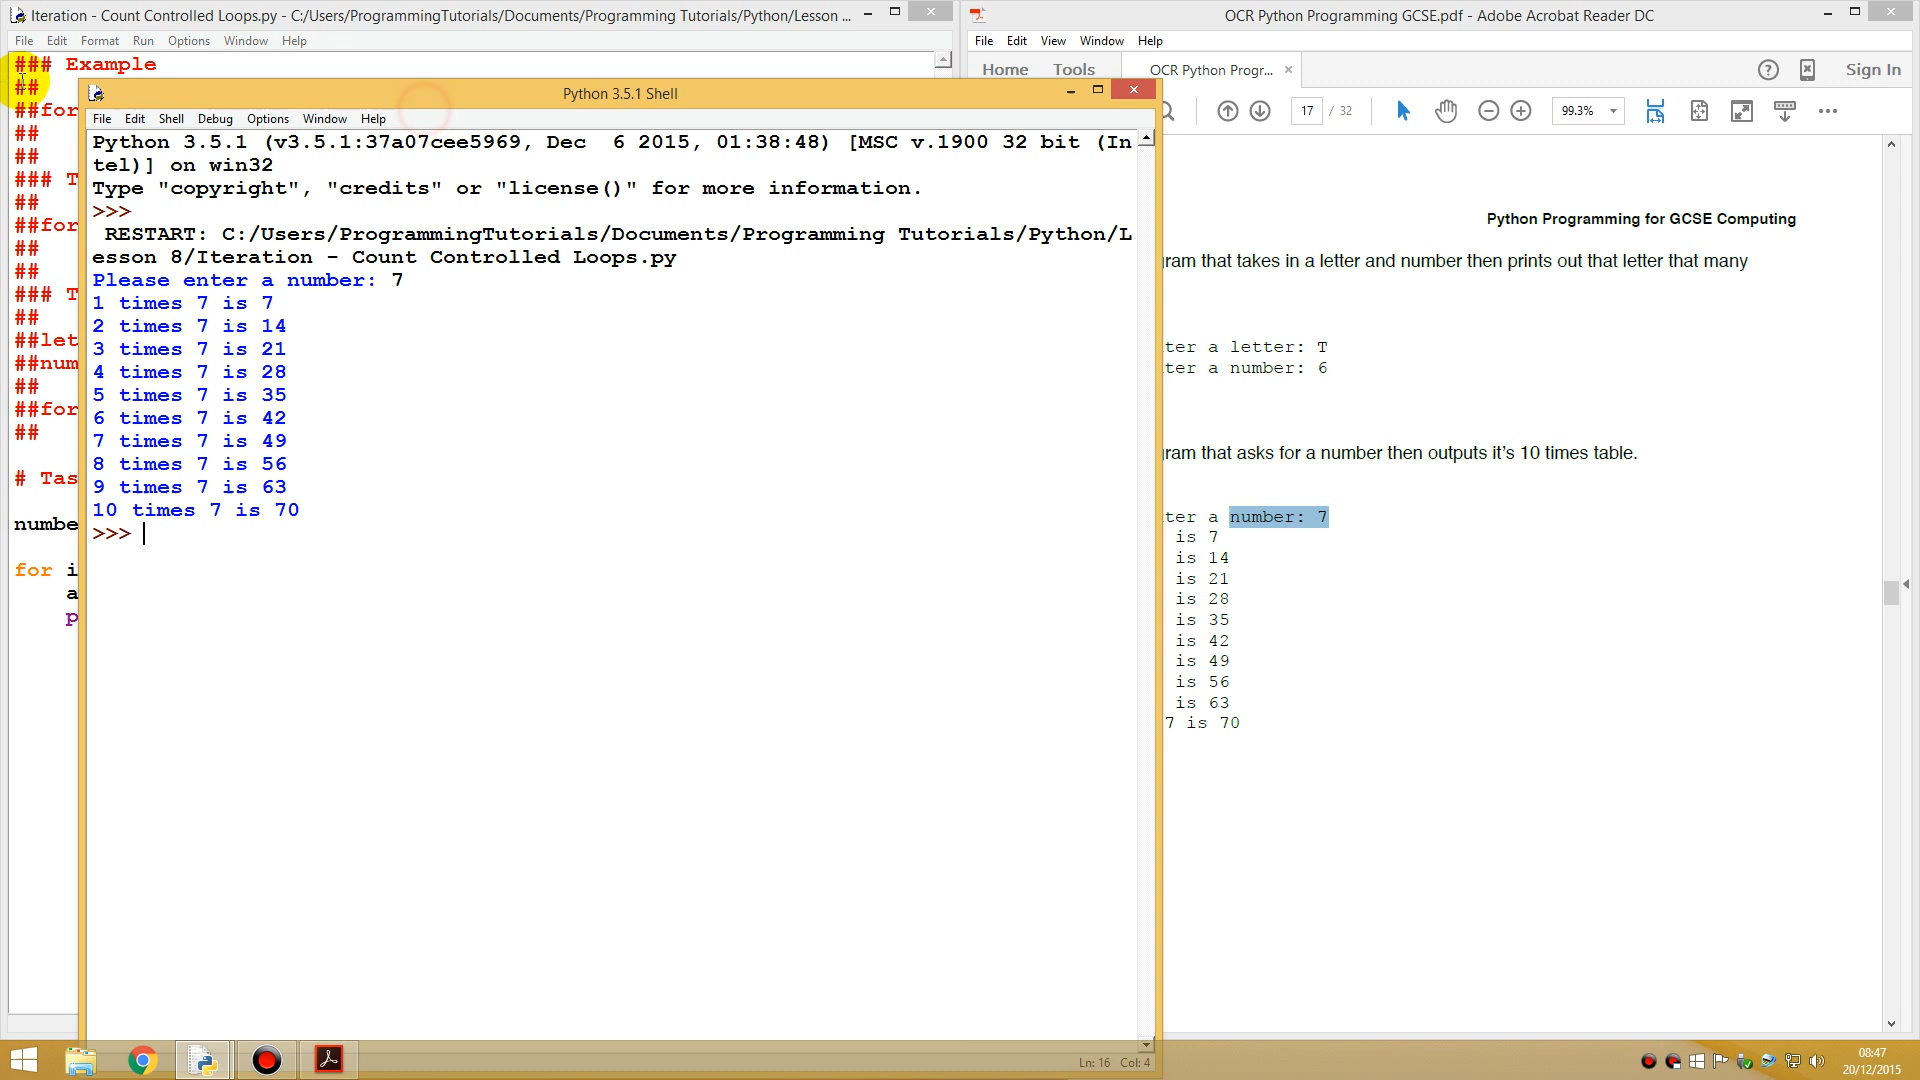 Iteration - Count Controlled Loops.py - C:/Users/ProgrammingTutorials/Documents/Programming Tutorials/Python/Lesson ...
File Edit Format Run Options Window Help
### Example
##
##for
##
##
### T
##
##for
##
##
### T
##
##let
##num
##
##for
##
# Tas
numbe
for i
a
p
Python 3.5.1 Shell
File Edit Shell Debug Options Window Help
Python 3.5.1 (v3.5.1:37a07cee5969, Dec  6 2015, 01:38:48) [MSC v.1900 32 bit (In
tel)] on win32
Type "copyright", "credits" or "license()" for more information.
>>>
RESTART: C:/Users/ProgrammingTutorials/Documents/Programming Tutorials/Python/L
esson 8/Iteration - Count Controlled Loops.py
Please enter a number: 7
1 times 7 is 7
2 times 7 is 14
3 times 7 is 21
4 times 7 is 28
5 times 7 is 35
6 times 7 is 42
7 times 7 is 49
8 times 7 is 56
9 times 7 is 63
10 times 7 is 70
>>>
Ln: 16 Col: 4
OCR Python Programming GCSE.pdf - Adobe Acrobat Reader DC
File Edit View Window Help
Home Tools OCR Python Progr... × Sign In
17 / 32 99.3%
Python Programming for GCSE Computing
gram that takes in a letter and number then prints out that letter that many
ter a letter: T
ter a number: 6
gram that asks for a number then outputs it's 10 times table.
ter a number: 7
is 7
is 14
is 21
is 28
is 35
is 42
is 49
is 56
is 63
7 is 70
08:47
20/12/2015